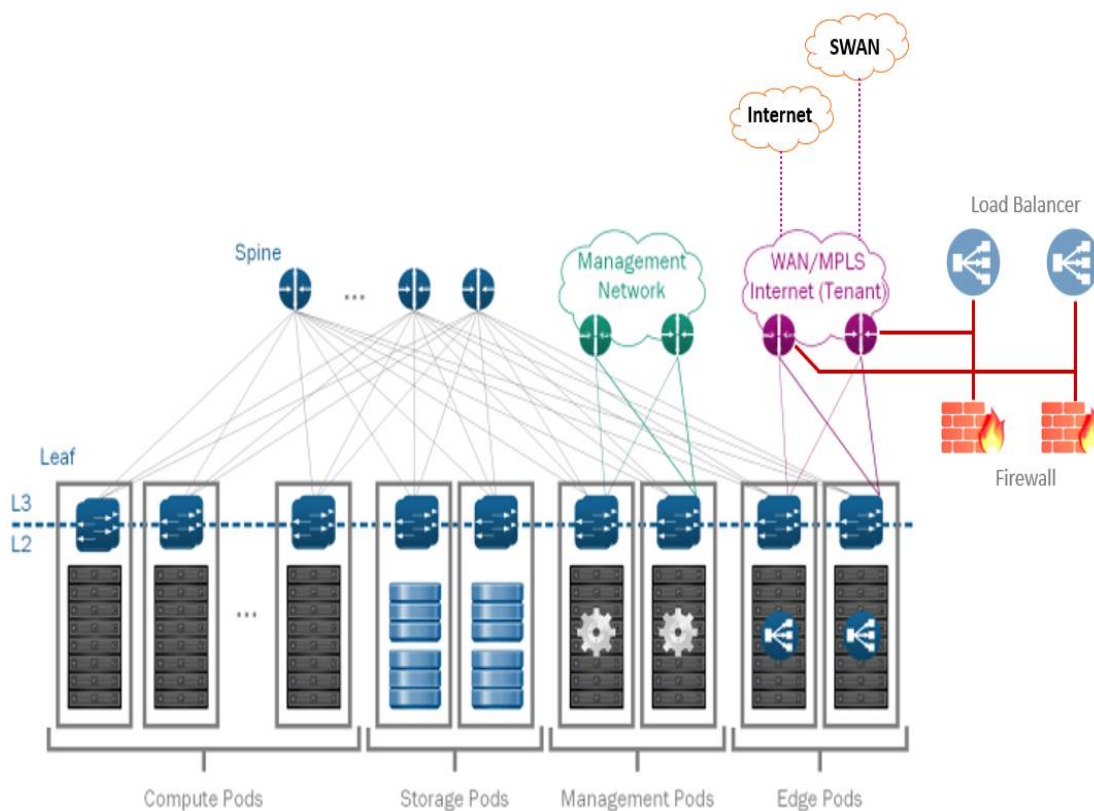 SWAN
Internet
Load Balancer
Spine
...
Management
Network
WAN/MPLS
Internet (Tenant)
Leaf
Firewall
L3
L2
...
Compute Pods
Storage Pods
Management Pods
Edge Pods